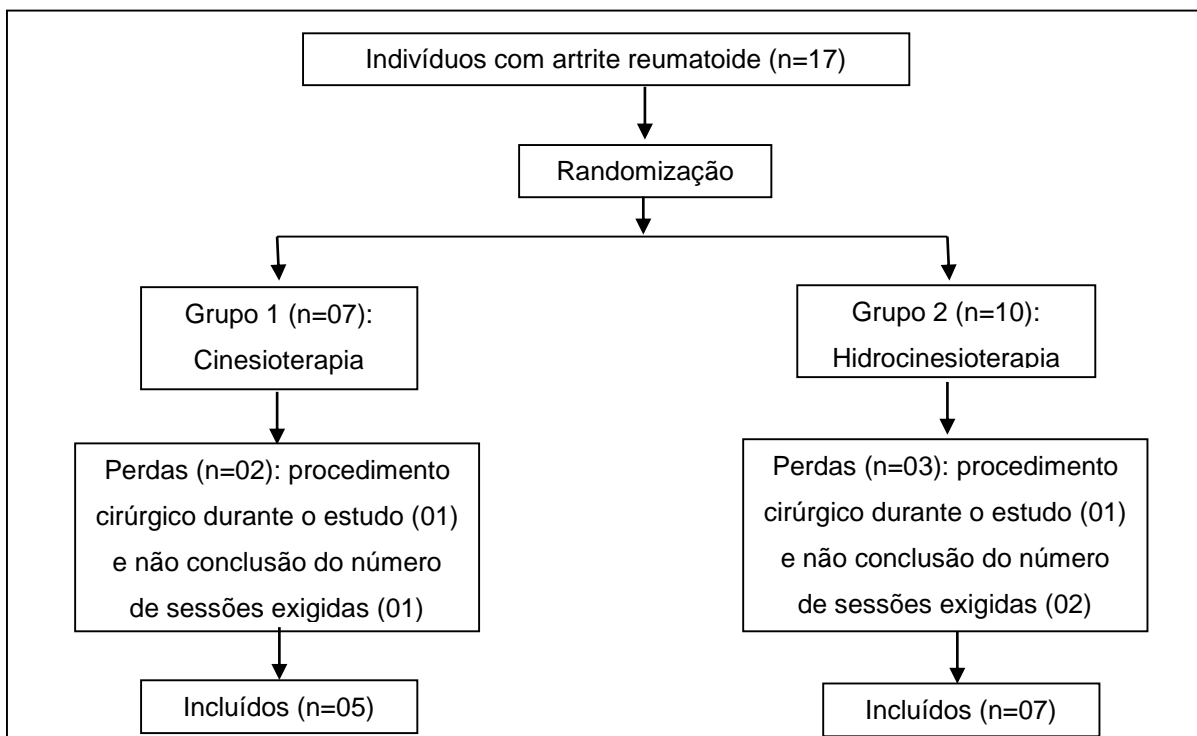 Indivíduos com artrite reumatoide (n=17)
Randomização
Grupo 1 (n=07):
Cinesioterapia
Grupo 2 (n=10):
Hidrocinesioterapia
Perdas (n=02): procedimento
cirúrgico durante o estudo (01)
e não conclusão do número
de sessões exigidas (01)
Perdas (n=03): procedimento
cirúrgico durante o estudo (01)
e não conclusão do número
de sessões exigidas (02)
Incluídos (n=05)
Incluídos (n=07)